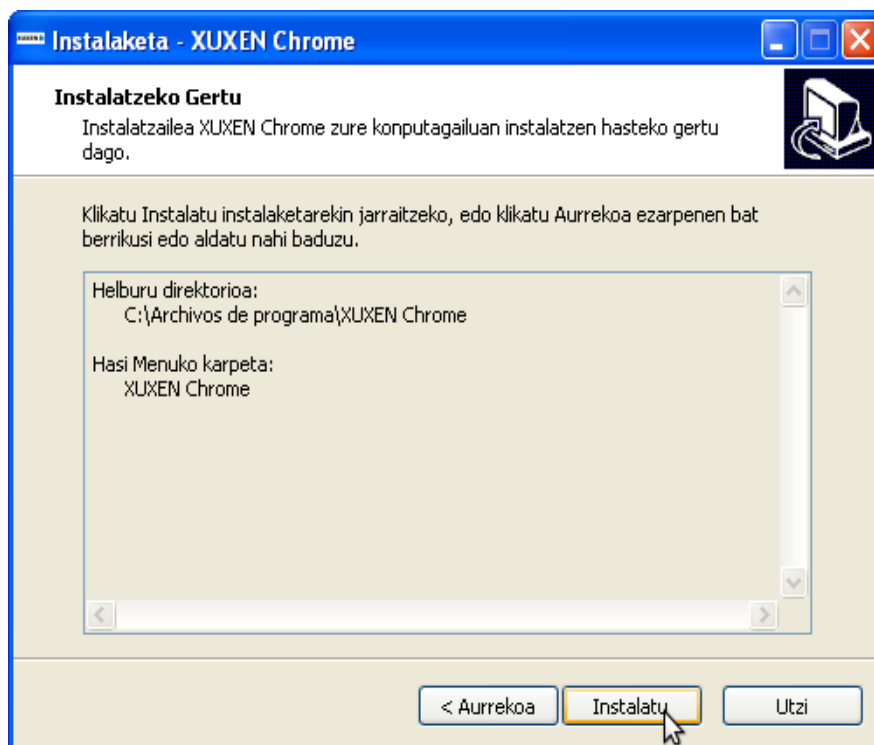 Instalaketa - XUXEN Chrome
Instalatzeko Gertu
Instalatzailea XUXEN Chrome zure konputagailuan instalatzen hasteko gertu
dago.
Klikatu Instalatu instalaketarekin jarraitzeko, edo klikatu Aurrekoa ezarpenen bat
berrikusi edo aldatu nahi baduzu.
Helburu direktorioa:
C:\Archivos de programa\XUXEN Chrome
Hasi Menuko karpeta:
XUXEN Chrome
< Aurrekoa
Instalatu
Utzi